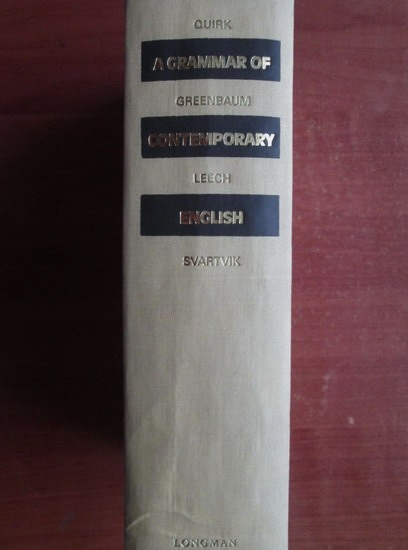 QUIRK
A GRAMMAR OF
GREENBAUM
CONTEMPORARY
LEECH
ENGLISH
SVARTVIK
LONGMAN